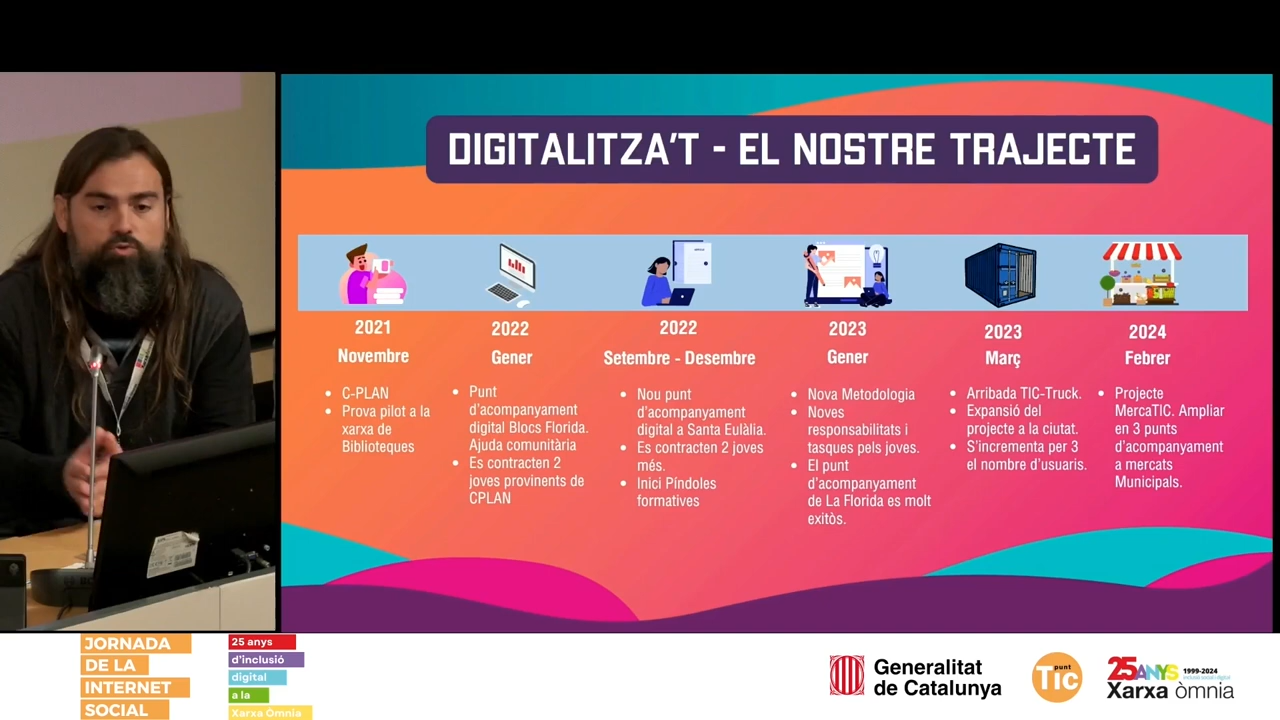 DIGITALITZA'T - EL NOSTRE TRAJECTE
2021
Novembre
• C-PLAN
• Prova pilot a la
xarxa de
Biblioteques
2022
Gener
• Punt
d'acompanyament
digital Blocs Florida.
Ajuda comunitària
• Es contracten 2
joves provinents de
CPLAN
2022
Setembre - Desembre
• Nou punt
d'acompanyament
digital a Santa Eulàlia.
• Es contracten 2 joves
més.
• Inici Píndoles
formatives
2023
Gener
• Nova Metodologia
• Noves
responsabilitats i
tasques pels joves.
• El punt
d'acompanyament
de La Florida es molt
exitòs.
2023
Març
• Arribada TIC-Truck.
• Expansió del
projecte a la ciutat.
• S'incrementa per 3
el nombre d'usuaris.
2024
Febrer
• Projecte
MercaTIC. Ampliar
en 3 punts
d'acompanyament
a mercats
Municipals.
JORNADA
DE LA
INTERNET
SOCIAL
25 anys
d'inclusió
digital
a la
Xarxa Òmnia
Generalitat
de Catalunya
punt
Tic
25ANYS 1999-2024
inclusió social i digital
Xarxa òmnia